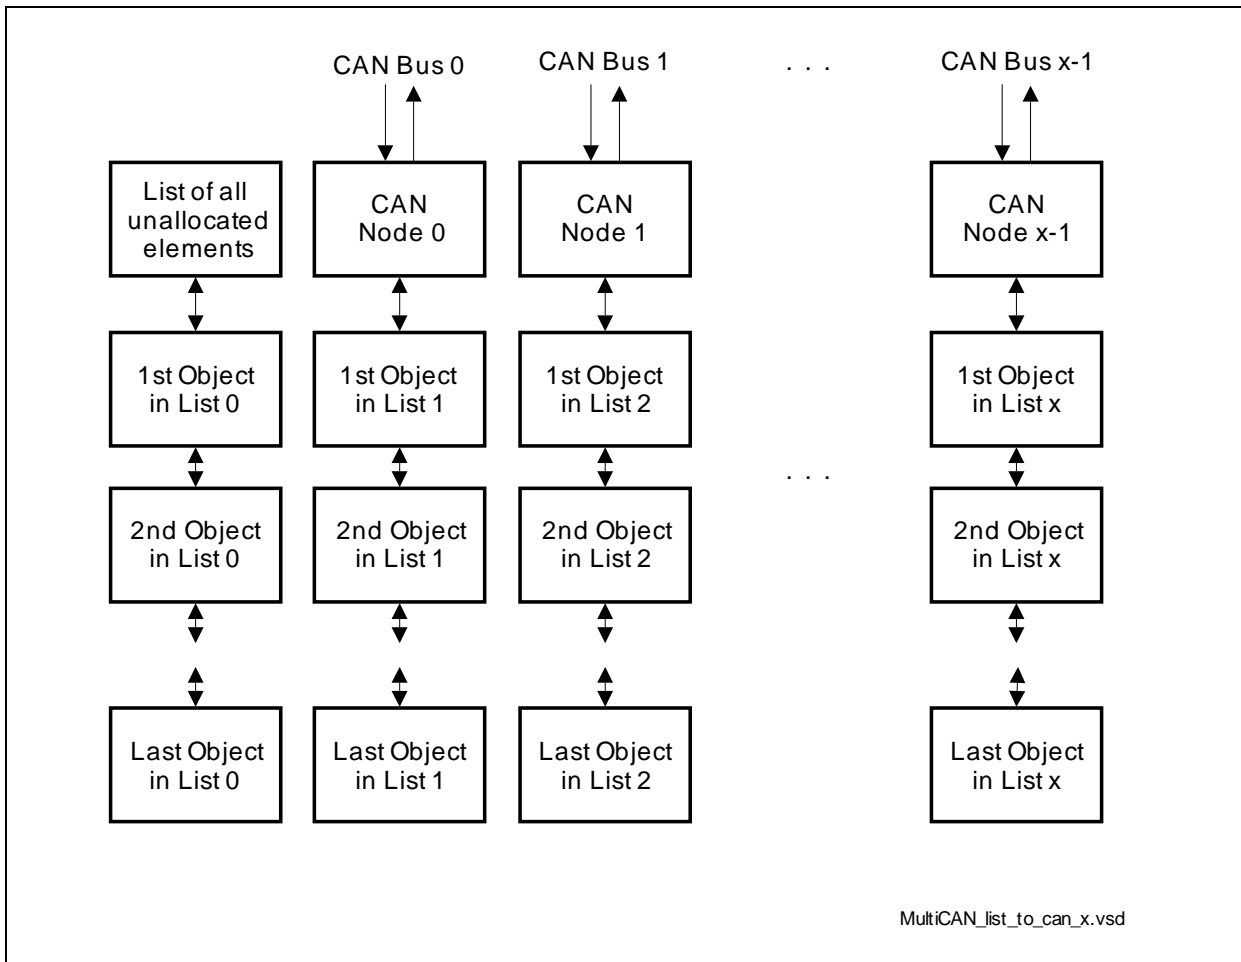 CAN Bus 0
CAN Bus 1
. . .
CAN Bus x-1
List of all
unallocated
elements
CAN
Node 0
CAN
Node 1
CAN
Node x-1
1st Object
in List 0
1st Object
in List 1
1st Object
in List 2
1st Object
in List x
. . .
2nd Object
in List 0
2nd Object
in List 1
2nd Object
in List 2
2nd Object
in List x
Last Object
in List 0
Last Object
in List 1
Last Object
in List 2
Last Object
in List x
MultiCAN_list_to_can_x.vsd